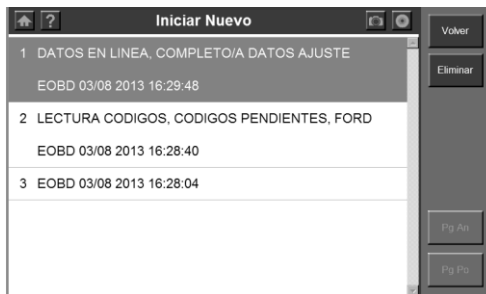 ?
Iniciar Nuevo
Volver
1 DATOS EN LINEA, COMPLETO/A DATOS AJUSTE
EOBD 03/08 2013 16:29:48
Eliminar
2 LECTURA CODIGOS, CODIGOS PENDIENTES, FORD
EOBD 03/08 2013 16:28:40
3 EOBD 03/08 2013 16:28:04
Pg An
Pg Po